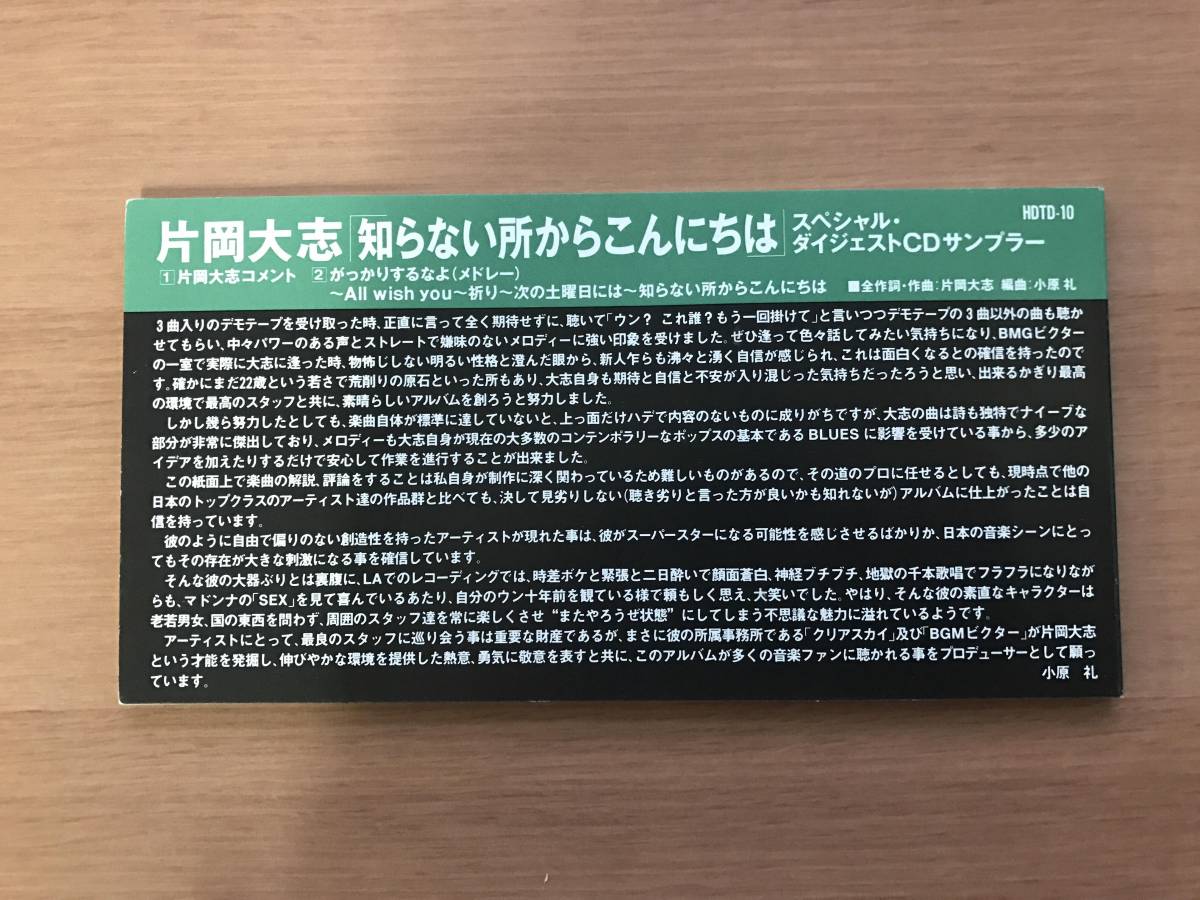 片岡大志「知らない所からこんにちは」スペシャル・ダイジェストCDサンプラー
HDTD-10
1片岡大志コメント 2がっかりするなよ(メドレー)
〜All wish you〜祈り〜次の土曜日には〜知らない所からこんにちは ■全作詞・作曲:片岡大志 編曲:小原礼
3曲入りのデモテープを受け取った時、正直に言って全く期待せずに、聴いて「ウン? これ誰?もう一回掛けて」と言いつつデモテープの3曲以外の曲も聴か
せてもらい、中々パワーのある声とストレートで嫌味のないメロディーに強い印象を受けました。ぜひ逢って色々話してみたい気持ちになり、BMGビクター
の一室で実際に大志に逢った時、物怖じしない明るい性格と澄んだ眼から、新人乍らも沸々と湧く自信が感じられ、これは面白くなるとの確信を持ったので
す。確かにまだ22歳という若さで荒削りの原石といった所もあり、大志自身も期待と自信と不安が入り混じった気持ちだったろうと思い、出来るかぎり最高
の環境で最高のスタッフと共に、素晴らしいアルバムを創ろうと努力しました。
しかし幾ら努力したとしても、楽曲自体が標準に達していないと、上っ面だけハデで内容のないものに成りがちですが、大志の曲は詩も独特でナイーブな
部分が非常に傑出しており、メロディーも大志自身が現在の大多数のコンテンポラリーなポップスの基本であるBLUESに影響を受けている事から、多少のア
イデアを加えたりするだけで安心して作業を進行することが出来ました。
この紙面上で楽曲の解説、評論をすることは私自身が制作に深く関わっているため難しいものがあるので、その道のプロに任せるとしても、現時点で他の
日本のトップクラスのアーティスト達の作品群と比べても、決して見劣りしない(聴き劣りと言った方が良いかも知れないが)アルバムに仕上がったことは自
信を持っています。
彼のように自由で偏りのない創造性を持ったアーティストが現れた事は、彼がスーパースターになる可能性を感じさせるばかりか、日本の音楽シーンにとっ
てもその存在が大きな刺激になる事を確信しています。
そんな彼の大器ぶりとは裏腹に、LAでのレコーディングでは、時差ボケと緊張と二日酔いで顔面蒼白、神経ブチブチ、地獄の千本歌唱でフラフラになりなが
らも、マドンナの「SEX」を見て喜んでいるあたり、自分のウン十年前を観ている様で頼もしく思え、大笑いでした。やはり、そんな彼の素直なキャラクターは
老若男女、国の東西を問わず、周囲のスタッフ達を常に楽しくさせ“またやろうぜ状態”にしてしまう不思議な魅力に溢れているようです。
アーティストにとって、最良のスタッフに巡り会う事は重要な財産であるが、まさに彼の所属事務所である「クリアスカイ」及び「BGMビクター」が片岡大志
という才能を発掘し、伸びやかな環境を提供した熱意、勇気に敬意を表すと共に、このアルバムが多くの音楽ファンに聴かれる事をプロデューサーとして願っ
ています。 小原 礼